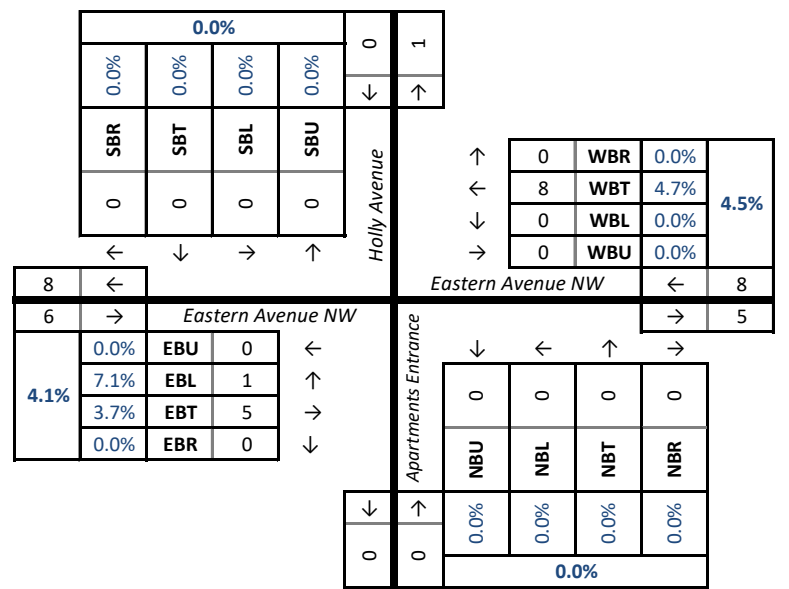 0.0%
0.0% 0.0% 0.0% 0.0%
SBR SBT SBL SBU
0 0 0 0
← ↓ → ↑
0 1
↓ ↑
Holly Avenue
↑ 0 WBR 0.0%
← 8 WBT 4.7%
↓ 0 WBL 0.0%
→ 0 WBU 0.0%
4.5%
8 ←
Eastern Avenue NW
← 8
6 →
Eastern Avenue NW
→ 5
4.1%
0.0% EBU 0 ←
7.1% EBL 1 ↑
3.7% EBT 5 →
0.0% EBR 0 ↓
Apartments Entrance
↓ ← ↑ →
0 0 0 0
NBU NBL NBT NBR
0.0% 0.0% 0.0% 0.0%
0.0%
↓ ↑
0 0